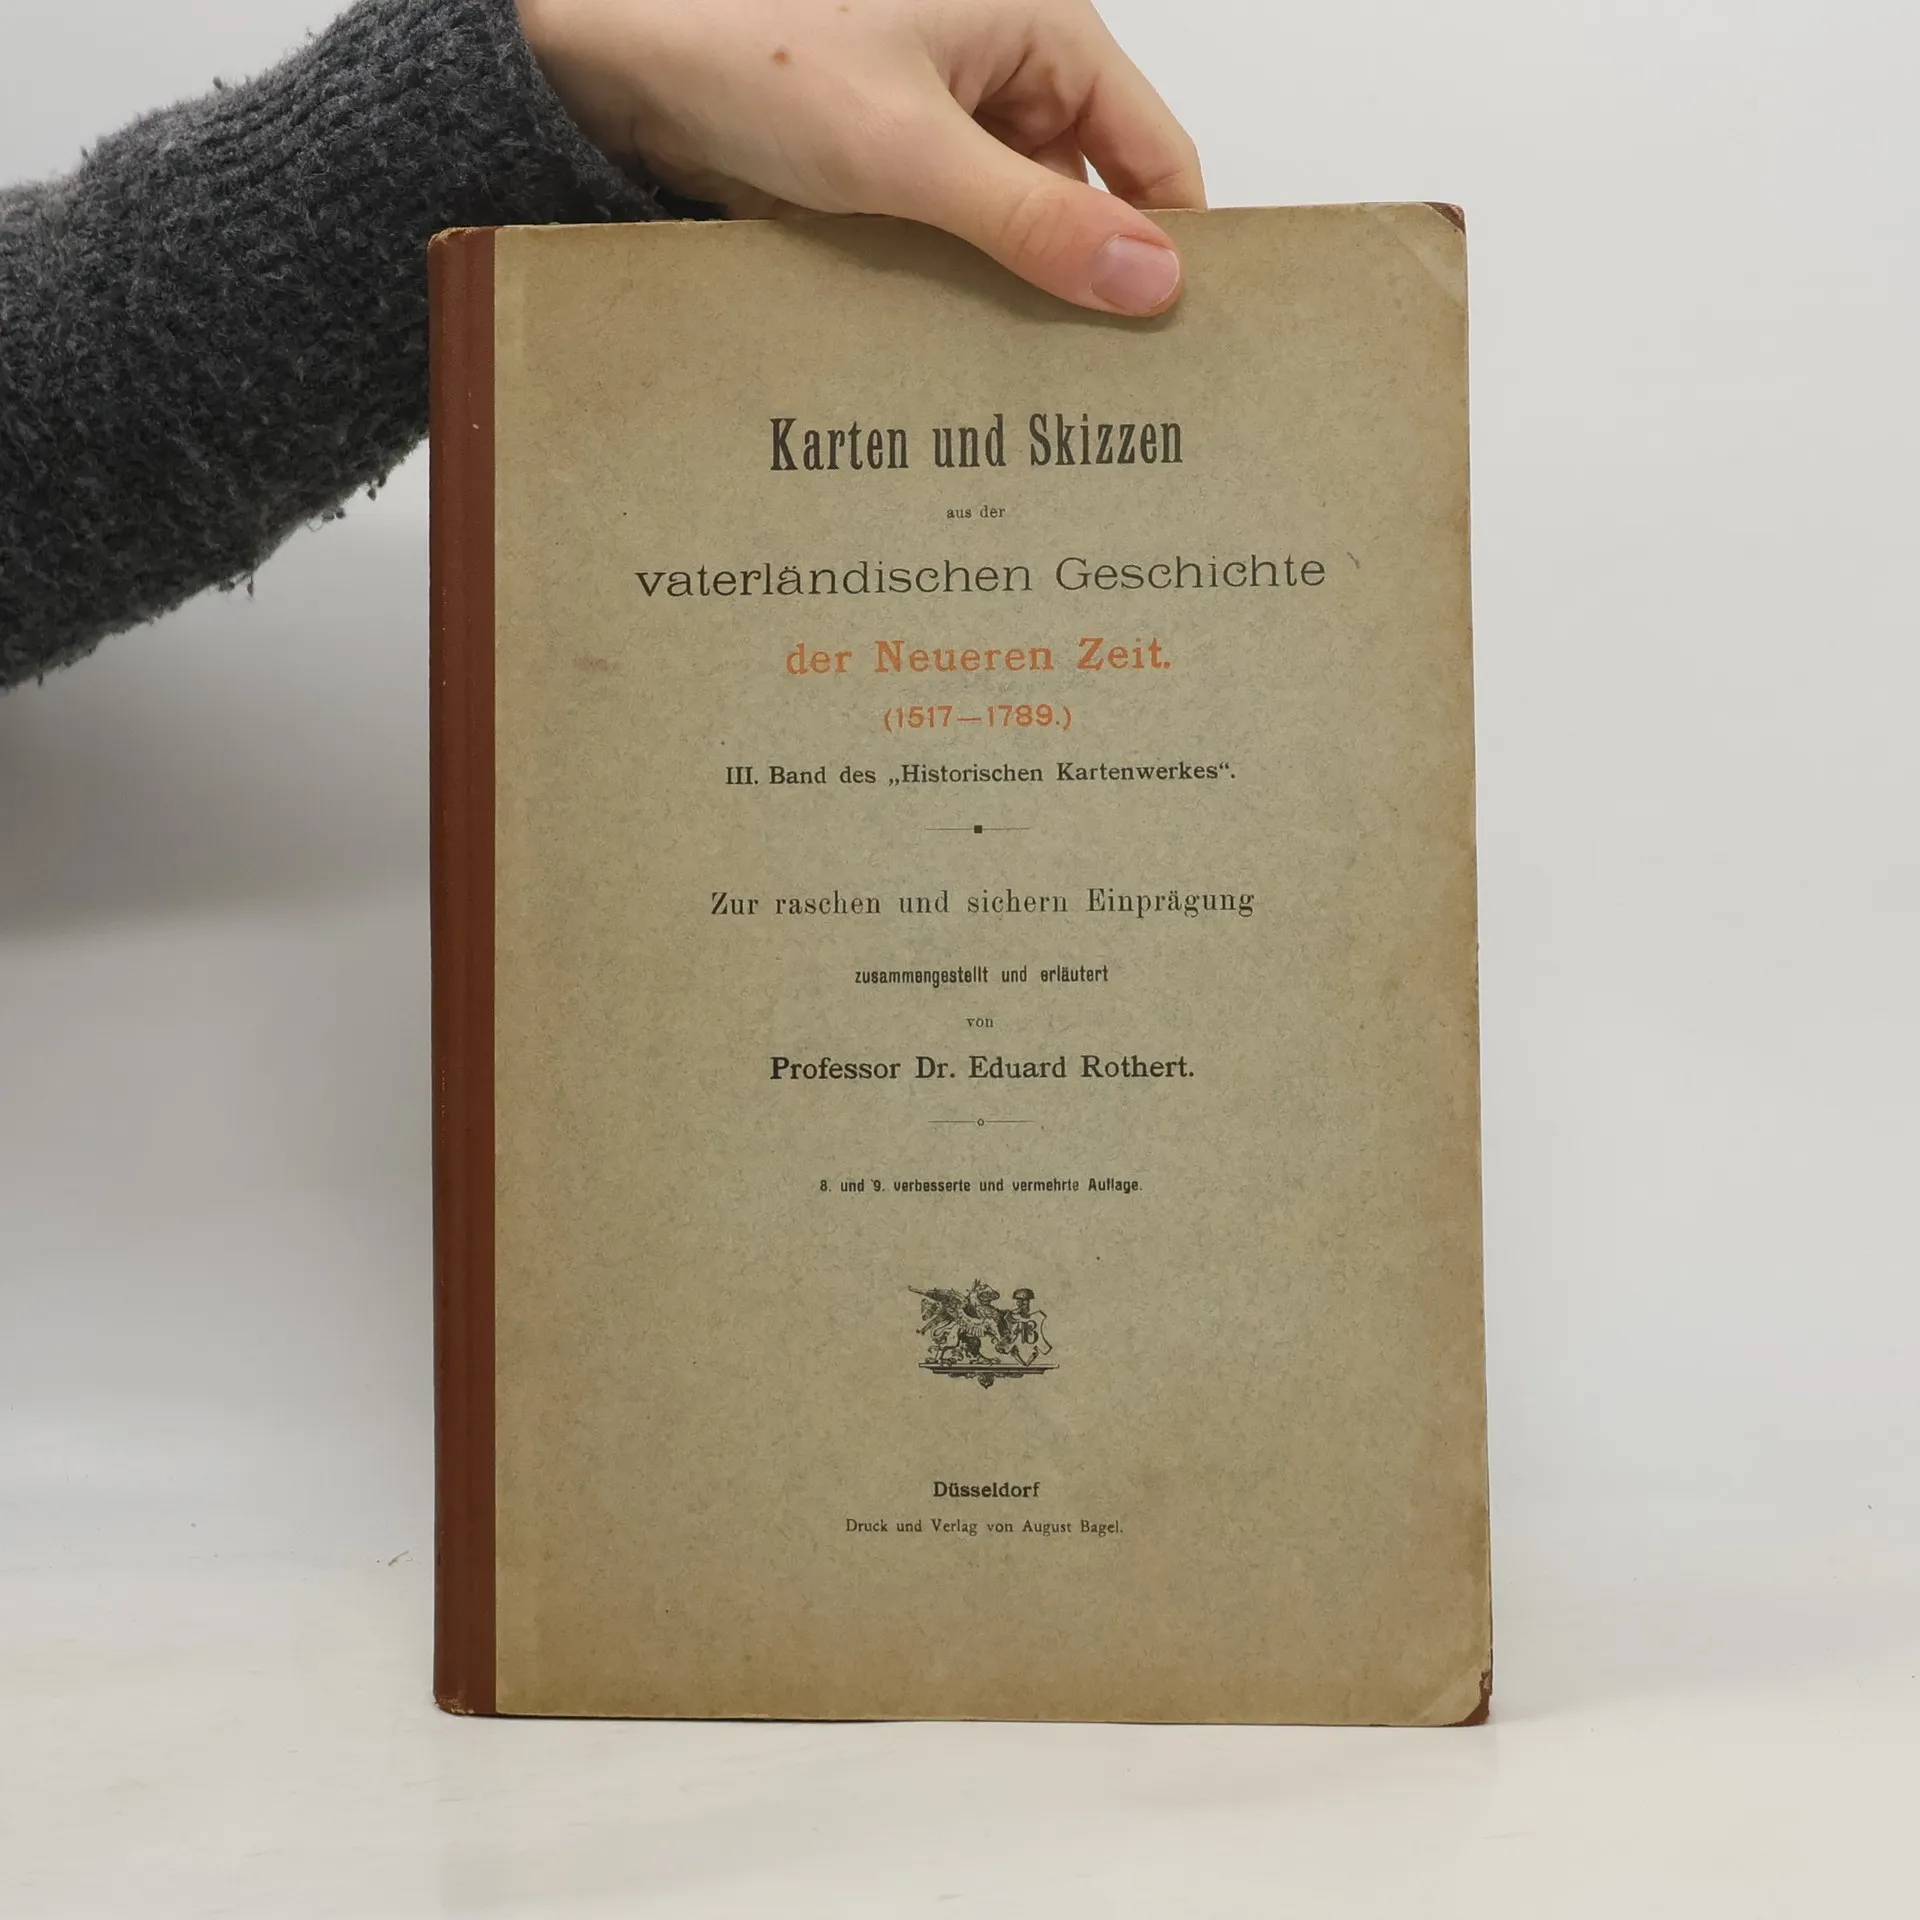 Karten und Skizzen
aus der
vaterländischen Geschichte
der Neueren Zeit.
(1517—1789.)
III. Band des „Historischen Kartenwerkes“.
Zur raschen und sichern Einprägung
zusammengestellt und erläutert
von
Professor Dr. Eduard Rothert.
8. und 9. verbesserte und vermehrte Auflage.
AB
Düsseldorf
Druck und Verlag von August Bagel.